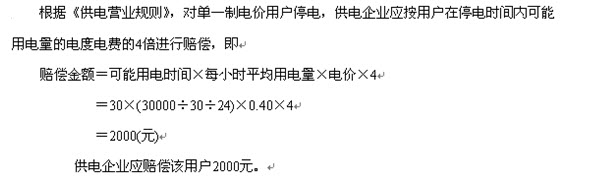 根据《供电营业规则》，对单一制电价用户停电，供电企业应按用户在停电时间内可能
用电量的电度电费的4倍进行赔偿，即↵
赔偿金额＝可能用电时间×每小时平均用电量×电价×4
＝30×(30000÷30÷24)×0.40×4↵
＝2000(元)↵
供电企业应赔偿该用户2000元。↵